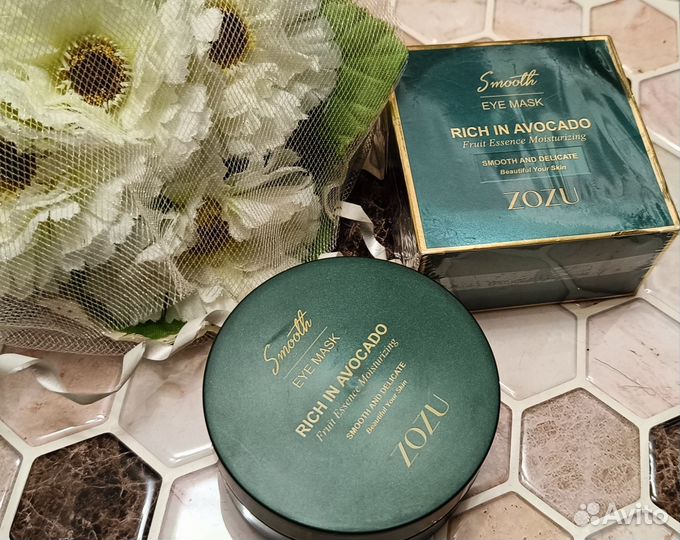 Smooth
EYE MASK
RICH IN AVOCADO
Fruit Essence Moisturizing
SMOOTH AND DELICATE
Beautiful Your Skin
ZOZU
Smooth
EYE MASK
RICH IN AVOCADO
Fruit Essence Moisturizing
SMOOTH AND DELICATE
Beautiful Your Skin
ZOZU
Avito